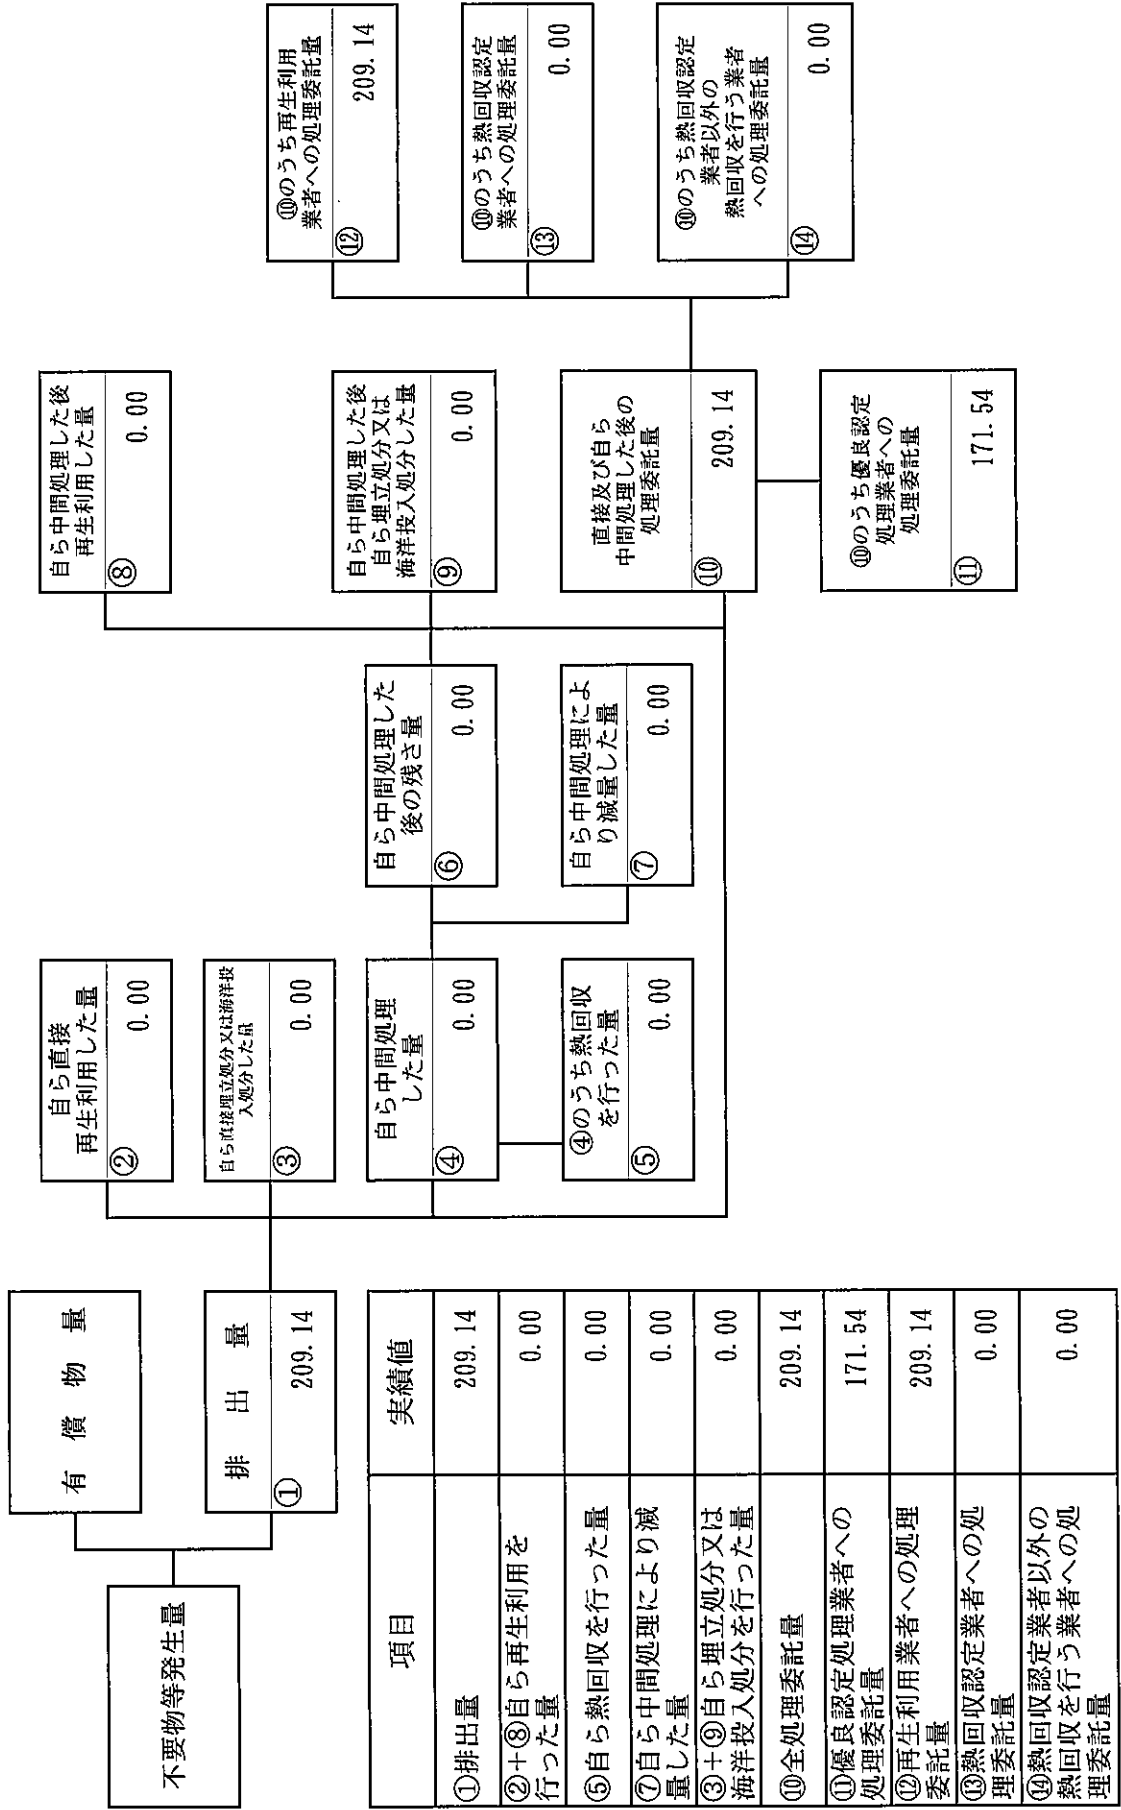 不要物等発生量
有償物量
排出量
①
209.14
自ら直接
再生利用した量
②
0.00
自ら直接埋立処分又は海洋投
入処分した量
③
0.00
自ら中間処理
した量
④
0.00
④のうち熱回収
を行った量
⑤
0.00
自ら中間処理した
後の残さ量
⑥
0.00
自ら中間処理によ
り減量した量
⑦
0.00
自ら中間処理した後
再生利用した量
⑧
0.00
自ら中間処理した後
自ら埋立処分又は
海洋投入処分した量
⑨
0.00
直接及び自ら
中間処理した後の
処理委託量
⑩
209.14
⑩のうち優良認定
処理業者への
処理委託量
⑪
171.54
⑩のうち再生利用
業者への処理委託量
⑫
209.14
⑩のうち熱回収認定
業者への処理委託量
⑬
0.00
⑩のうち熱回収認定
業者以外の
熱回収を行う業者
への処理委託量
⑭
0.00
項目 実績値
①排出量 209.14
②+⑧自ら再生利用を
行った量 0.00
⑤自ら熱回収を行った量 0.00
⑦自ら中間処理により減
量した量 0.00
③+⑨自ら埋立処分又は
海洋投入処分を行った量 0.00
⑩全処理委託量 209.14
⑪優良認定処理業者への
処理委託量 171.54
⑫再生利用業者への処理
委託量 209.14
⑬熱回収認定業者への処
理委託量 0.00
⑭熱回収認定業者以外の
熱回収を行う業者への処
理委託量 0.00